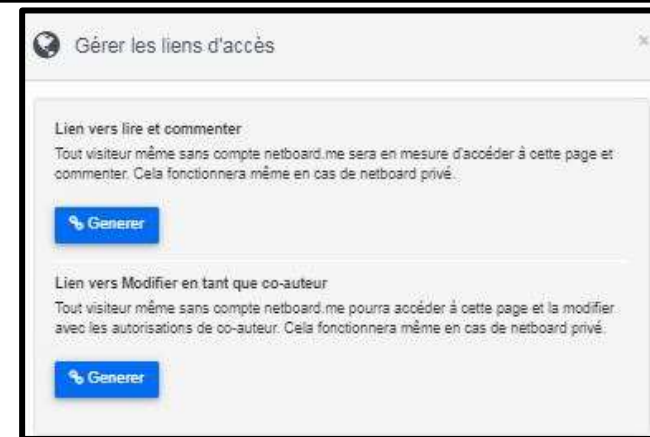 Gérer les liens d'accès
Lien vers lire et commenter
Tout visiteur même sans compte netboard.me sera en mesure d'accéder à cette page et
commenter. Cela fonctionnera même en cas de netboard privé.
Generer
Lien vers Modifier en tant que co-auteur
Tout visiteur même sans compte netboard.me pourra accéder à cette page et la modifier
avec les autorisations de co-auteur. Cela fonctionnera même en cas de netboard privé.
Generer